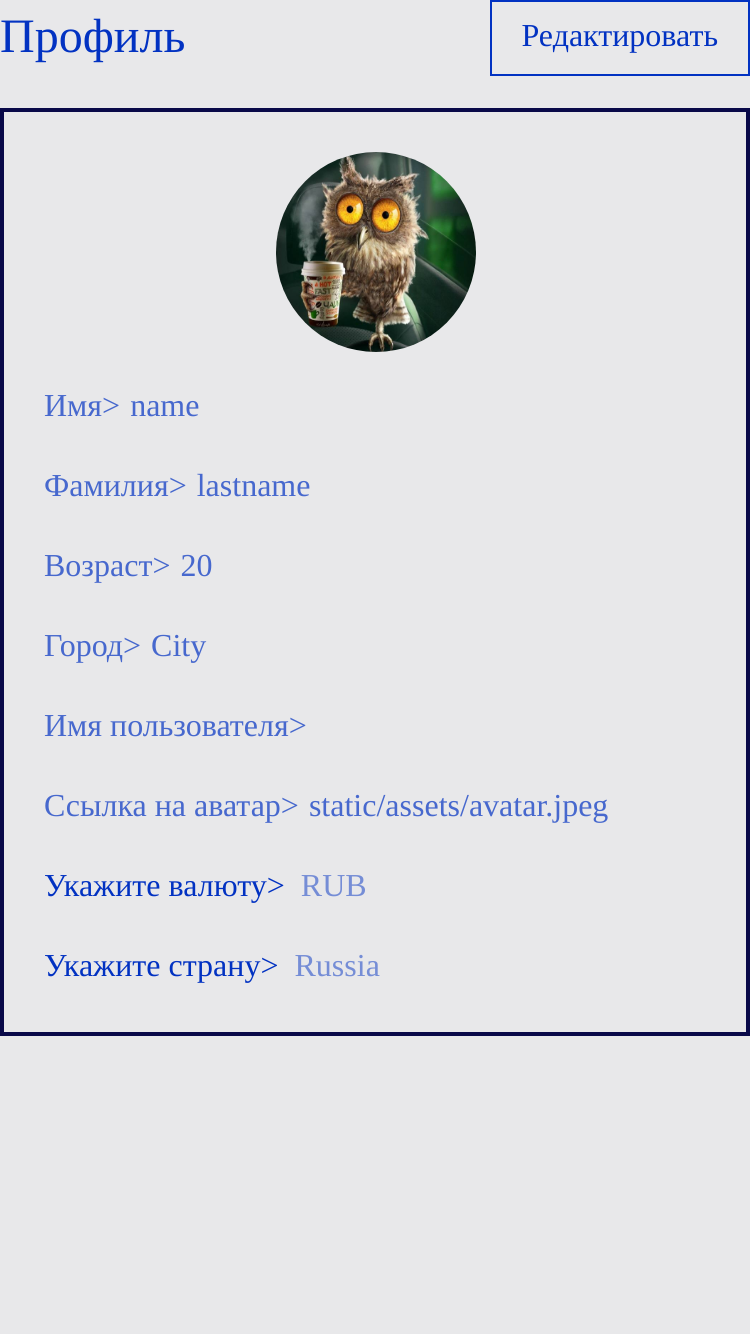 Профиль
Редактировать
Имя> name
Фамилия> lastname
Возраст> 20
Город> City
Имя пользователя>
Ссылка на аватар> static/assets/avatar.jpeg
Укажите валюту> RUB
Укажите страну> Russia